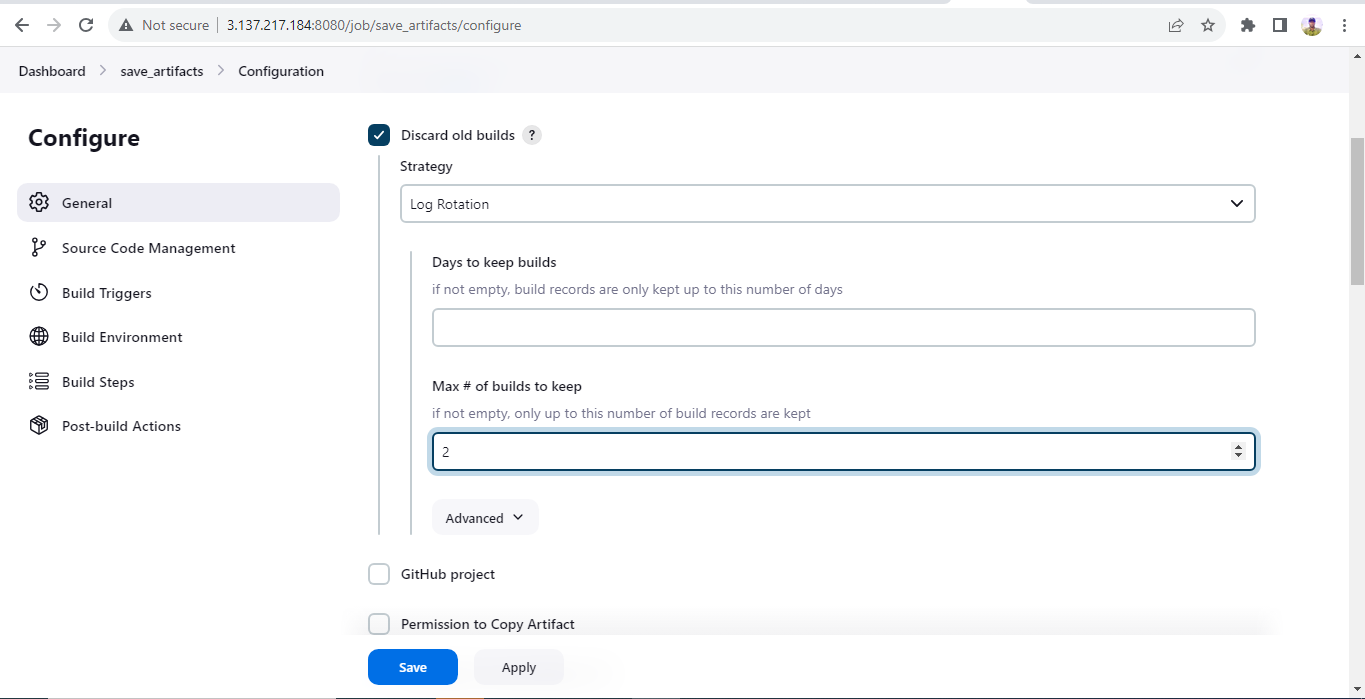 Not secure 3.137.217.184:8080/job/save_artifacts/configure
Dashboard save_artifacts Configuration
Configure
General
Source Code Management
Build Triggers
Build Environment
Build Steps
Post-build Actions
Discard old builds ?
Strategy
Log Rotation
Days to keep builds
if not empty, build records are only kept up to this number of days
Max # of builds to keep
if not empty, only up to this number of build records are kept
2
Advanced
GitHub project
Permission to Copy Artifact
Save Apply